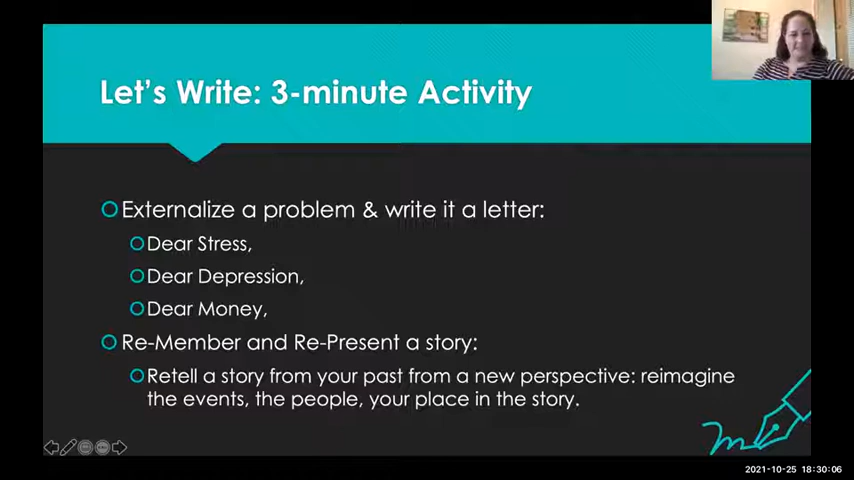 Let's Write: 3-minute Activity
Externalize a problem & write it a letter:
Dear Stress,
Dear Depression,
Dear Money,
Re-Member and Re-Present a story:
Retell a story from your past from a new perspective: reimagine
the events, the people, your place in the story.
2021-10-25 18:30:06